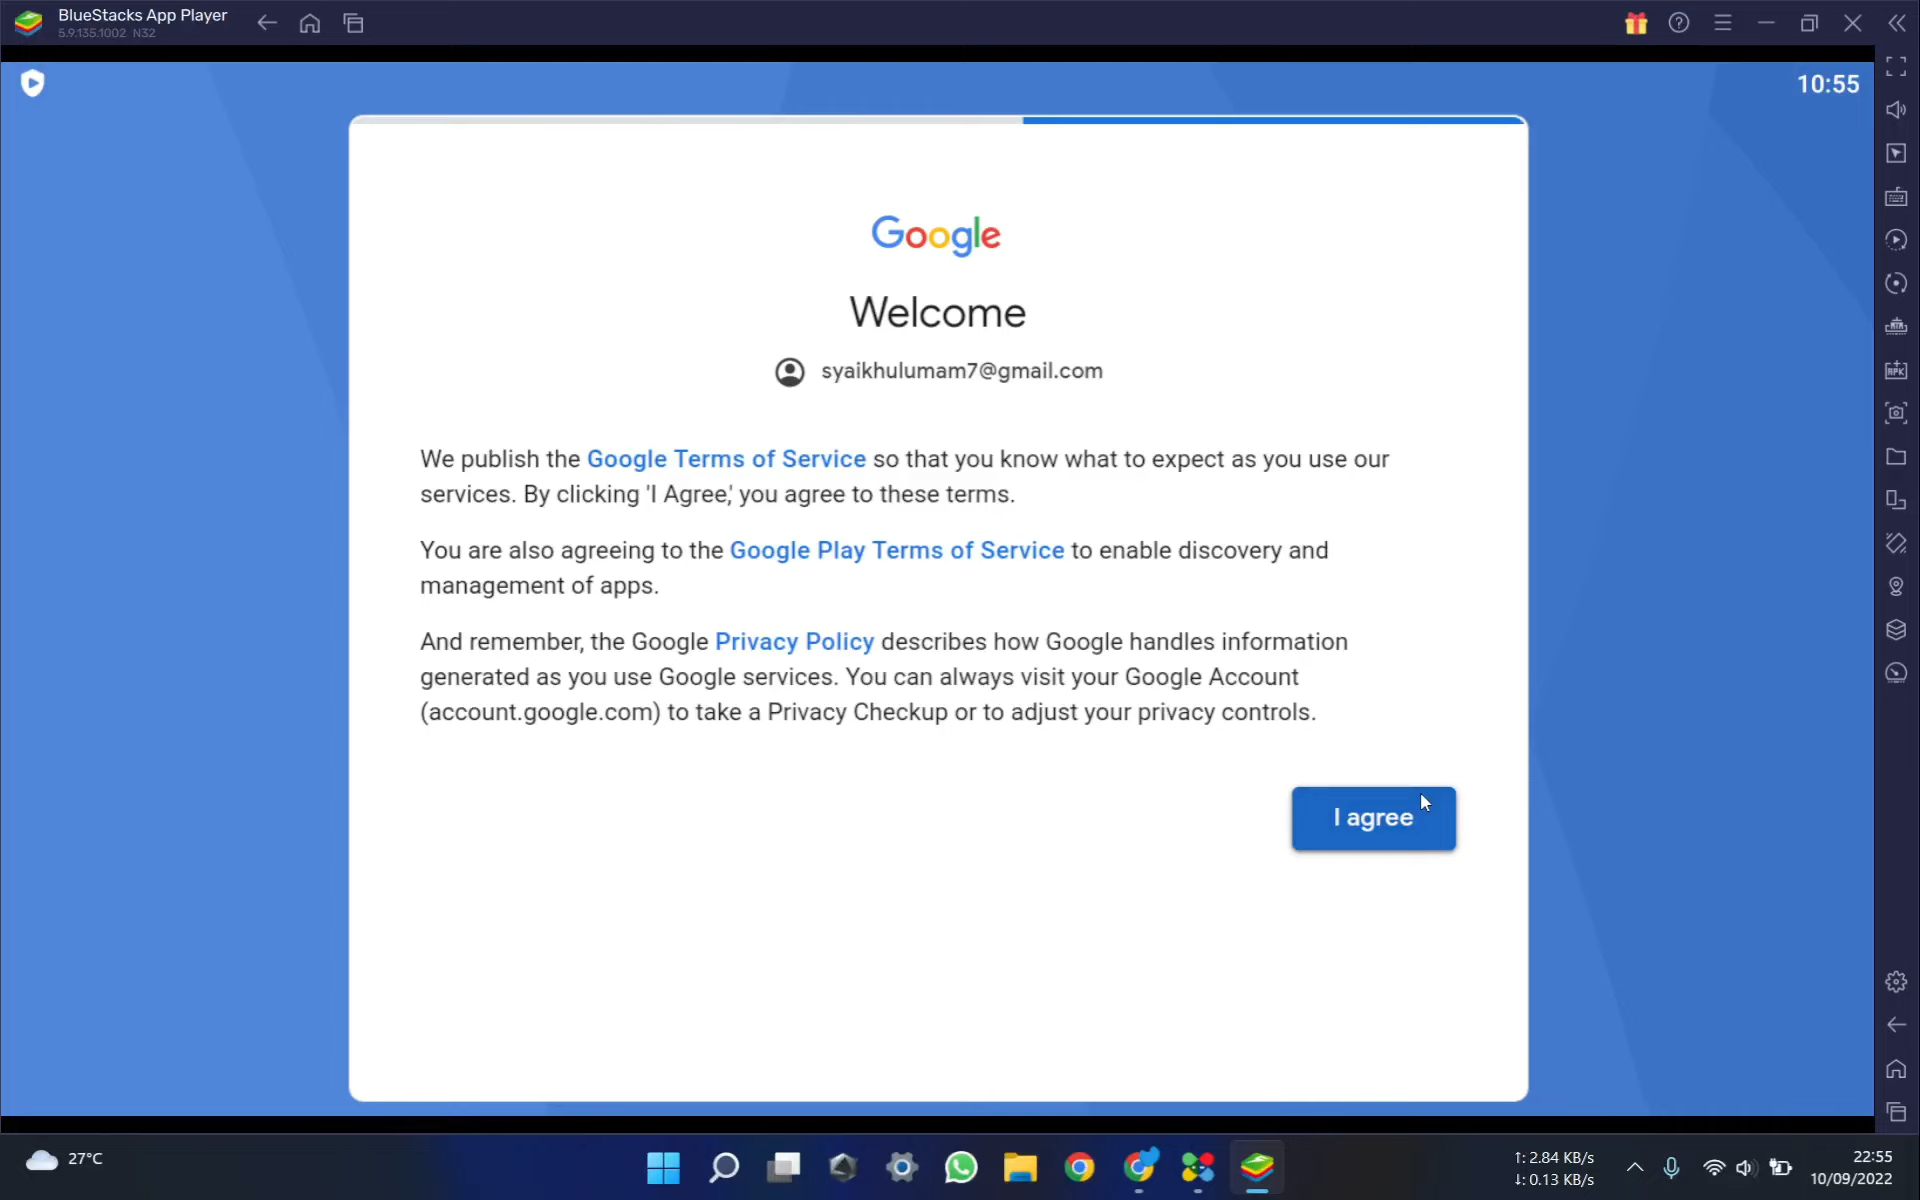 BlueStacks App Player
5.9.135.1002 N32
10:55
Google
Welcome
syaikhulumam7@gmail.com
We publish the Google Terms of Service so that you know what to expect as you use our
services. By clicking 'I Agree,' you agree to these terms.
You are also agreeing to the Google Play Terms of Service to enable discovery and
management of apps.
And remember, the Google Privacy Policy describes how Google handles information
generated as you use Google services. You can always visit your Google Account
(account.google.com) to take a Privacy Checkup or to adjust your privacy controls.
I agree
27°C
↑: 2.84 KB/s
↓: 0.13 KB/s
22:55
10/09/2022